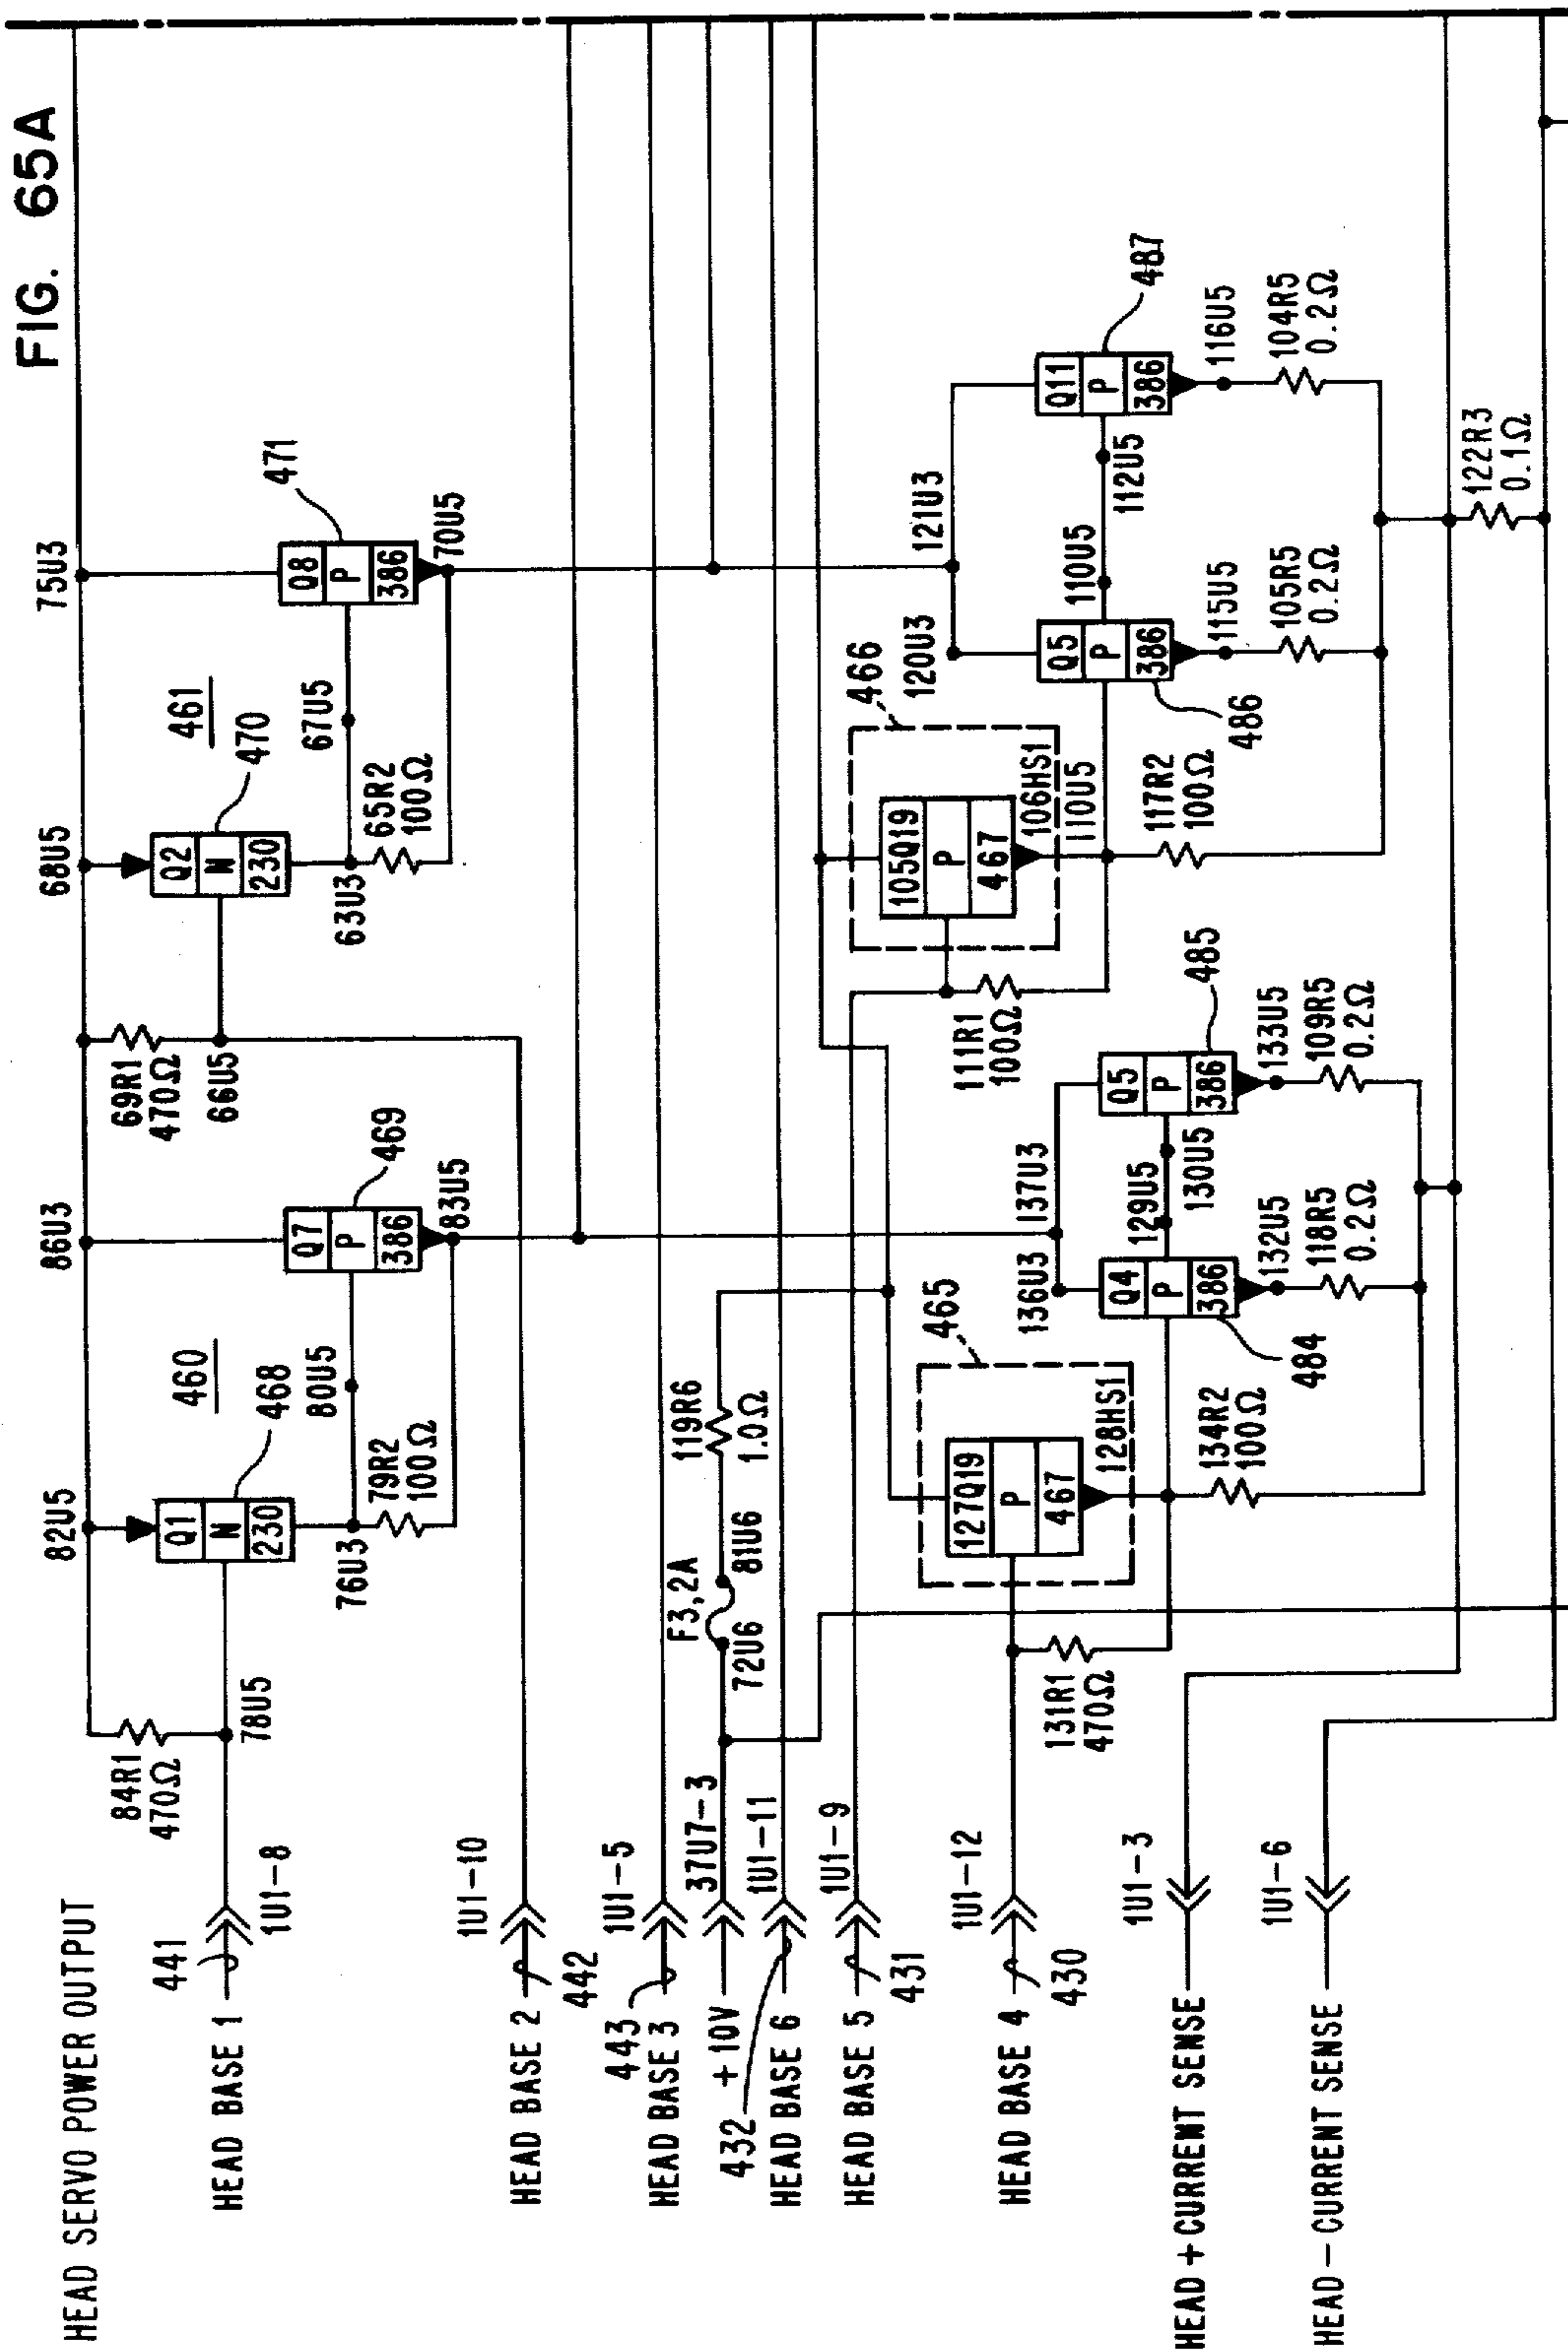 FIG. 65A
HEAD SERVO POWER OUTPUT
82U5
86U3
68U5
75U3
84R1
470Ω
78U5
441
HEAD BASE 1
1U1-8
Q1
N
230
468
460
76U3
79R2
100Ω
80U5
Q7
P
386
469
83U5
69R1
470Ω
66U5
Q2
N
230
470
461
63U3
65R2
100Ω
67U5
Q8
P
386
471
70U5
1U1-10
HEAD BASE 2
442
1U1-5
443
HEAD BASE 3
37U7-3
+10V
F3,2A
72U6
81U6
119R6
1.0Ω
1U1-11
432
HEAD BASE 6
1U1-9
HEAD BASE 5
431
1U1-12
HEAD BASE 4
430
131R1
470Ω
127Q19
P
467
465
128HS1
134R2
100Ω
136U3
137U3
Q4
P
386
484
129U5
130U5
132U5
118R5
0.2Ω
Q5
P
386
485
133U5
109R5
0.2Ω
111R1
100Ω
105Q19
P
467
466
106HS1
110U5
117R2
100Ω
120U3
121U3
Q5
P
386
486
110U5
112U5
115U5
105R5
0.2Ω
Q11
P
386
487
116U5
104R5
0.2Ω
122R3
0.1Ω
1U1-3
HEAD + CURRENT SENSE
1U1-6
HEAD - CURRENT SENSE